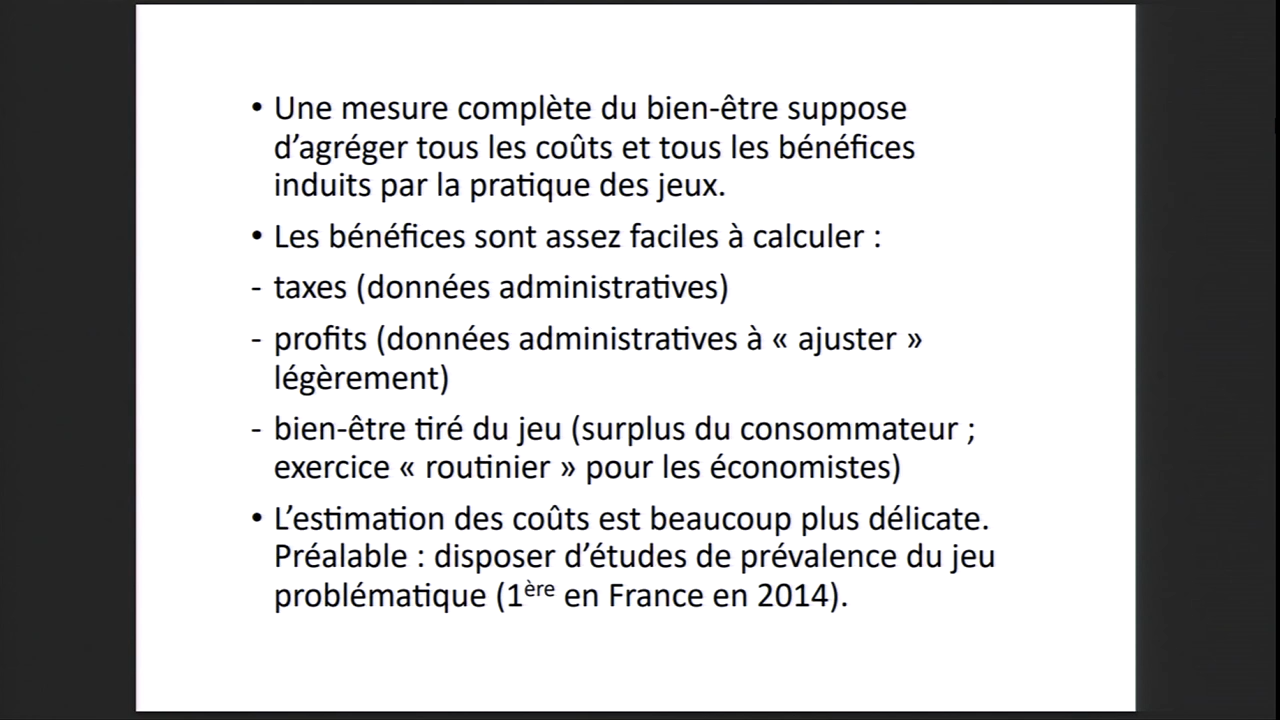 • Une mesure complète du bien-être suppose
d’agréger tous les coûts et tous les bénéfices
induits par la pratique des jeux.
• Les bénéfices sont assez faciles à calculer :
- taxes (données administratives)
- profits (données administratives à « ajuster »
légèrement)
- bien-être tiré du jeu (surplus du consommateur ;
exercice « routinier » pour les économistes)
• L’estimation des coûts est beaucoup plus délicate.
Préalable : disposer d’études de prévalence du jeu
problématique (1ère en France en 2014).